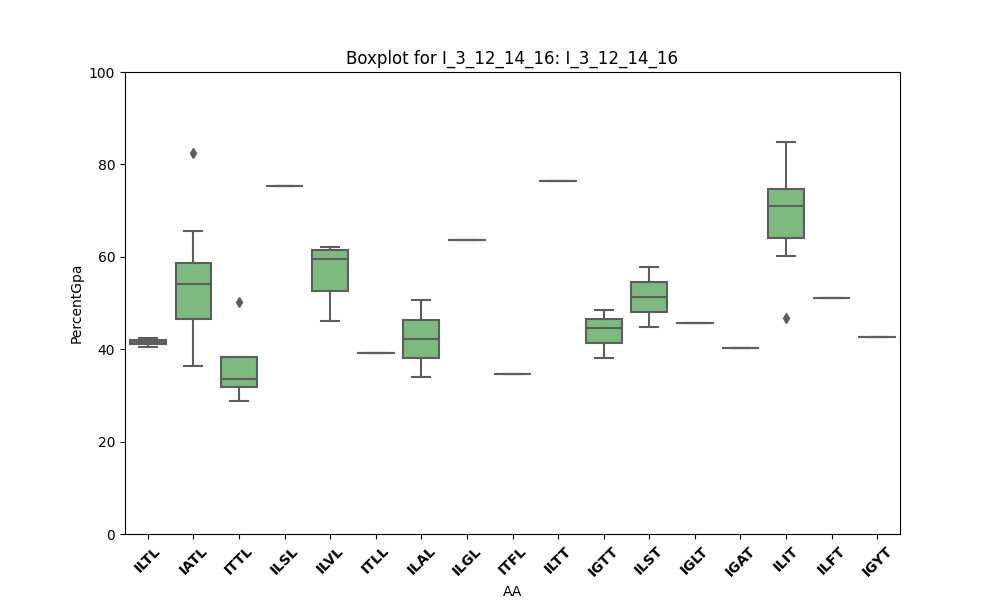 Boxplot for I_3_12_14_16: I_3_12_14_16
PercentGpa
100
80
60
40
20
0
ILTL IATL ITTL ILSL ILVL ITLL ILAL ILGL ITFL ILTT IGTT ILST IGLT IGAT ILIT ILFT IGYT
AA